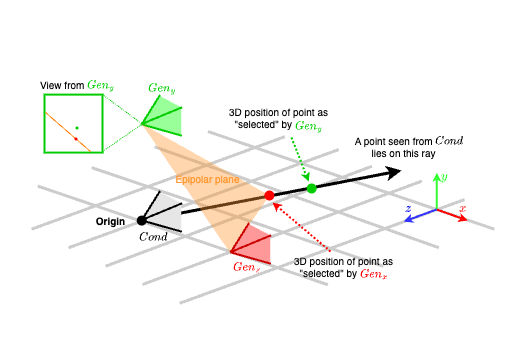 View from Gen_y
Gen_y
3D position of point as
"selected" by Gen_y
A point seen from Cond
lies on this ray
Epipolar plane
y
z
x
Origin
Cond
Gen_x
3D position of point as
"selected" by Gen_x